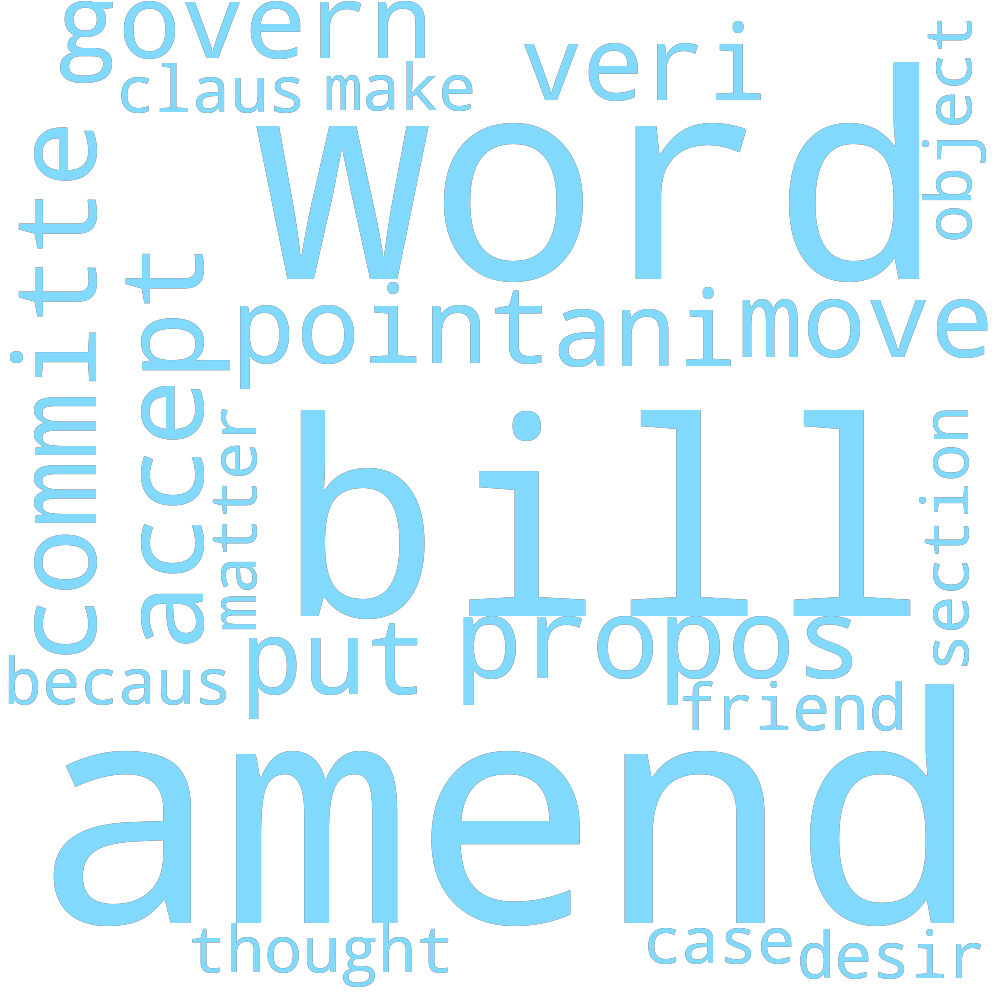 govern
claus make
veri
object
word
committe
accept
point ani move
matter
bill
section
put propos
becaus
friend
amend
thought
case desir